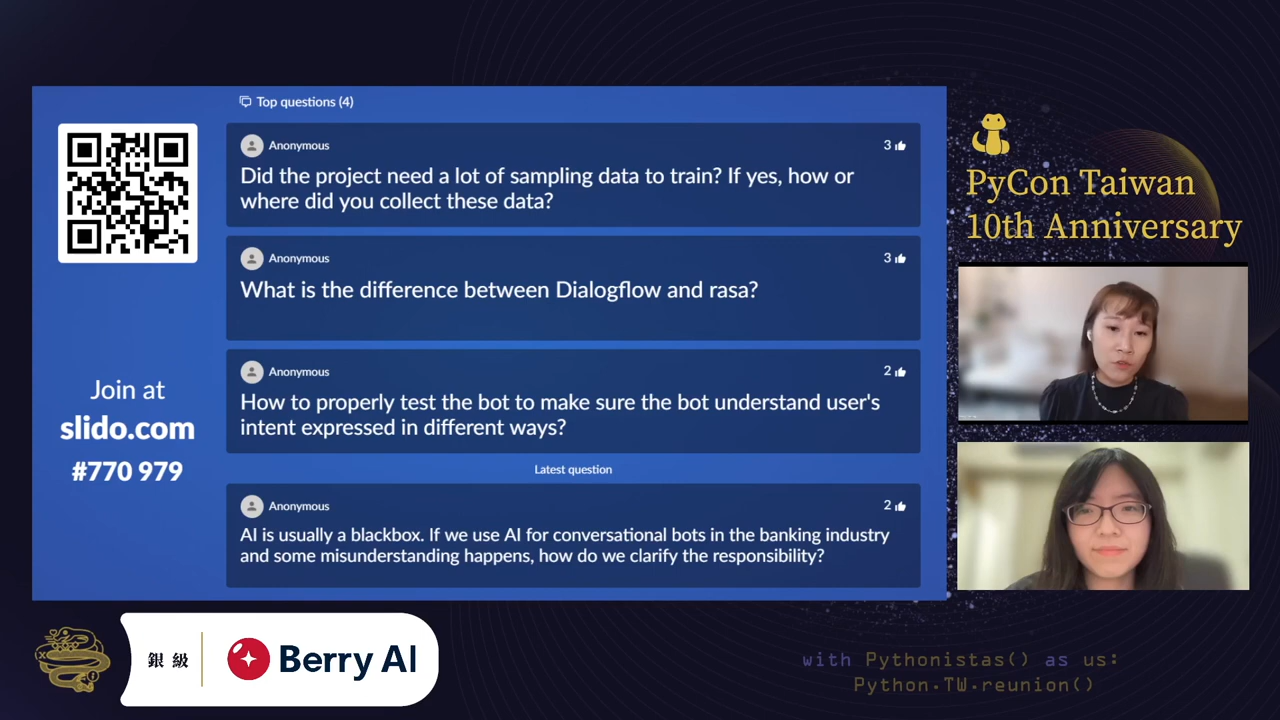 Top questions (4)
Anonymous
3
Did the project need a lot of sampling data to train? If yes, how or
where did you collect these data?
Anonymous
3
What is the difference between Dialogflow and rasa?
Anonymous
2
How to properly test the bot to make sure the bot understand user's
intent expressed in different ways?
Latest question
Anonymous
2
AI is usually a blackbox. If we use AI for conversational bots in the banking industry
and some misunderstanding happens, how do we clarify the responsibility?
Join at
slido.com
#770 979
PyCon Taiwan
10th Anniversary
銀級
Berry AI
with Pythonistas() as us:
Python.TW.reunion()